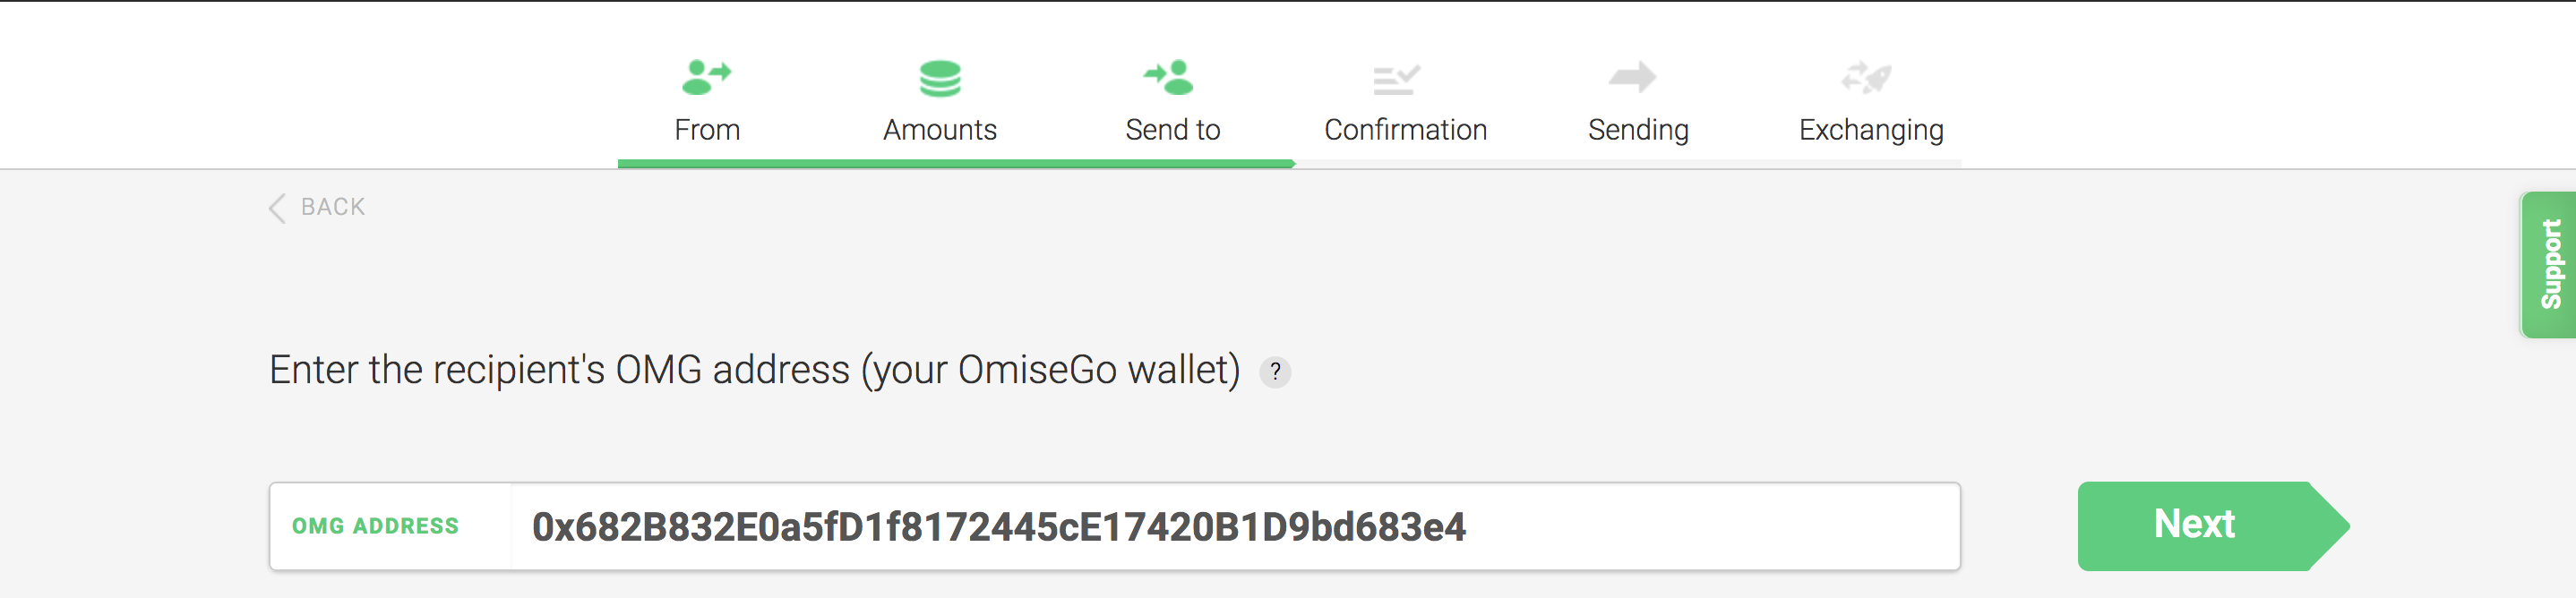 From Amounts Send to Confirmation Sending Exchanging
BACK
Support
Enter the recipient's OMG address (your OmiseGo wallet) ?
OMG ADDRESS 0x682B832E0a5fD1f8172445cE17420B1D9bd683e4
Next